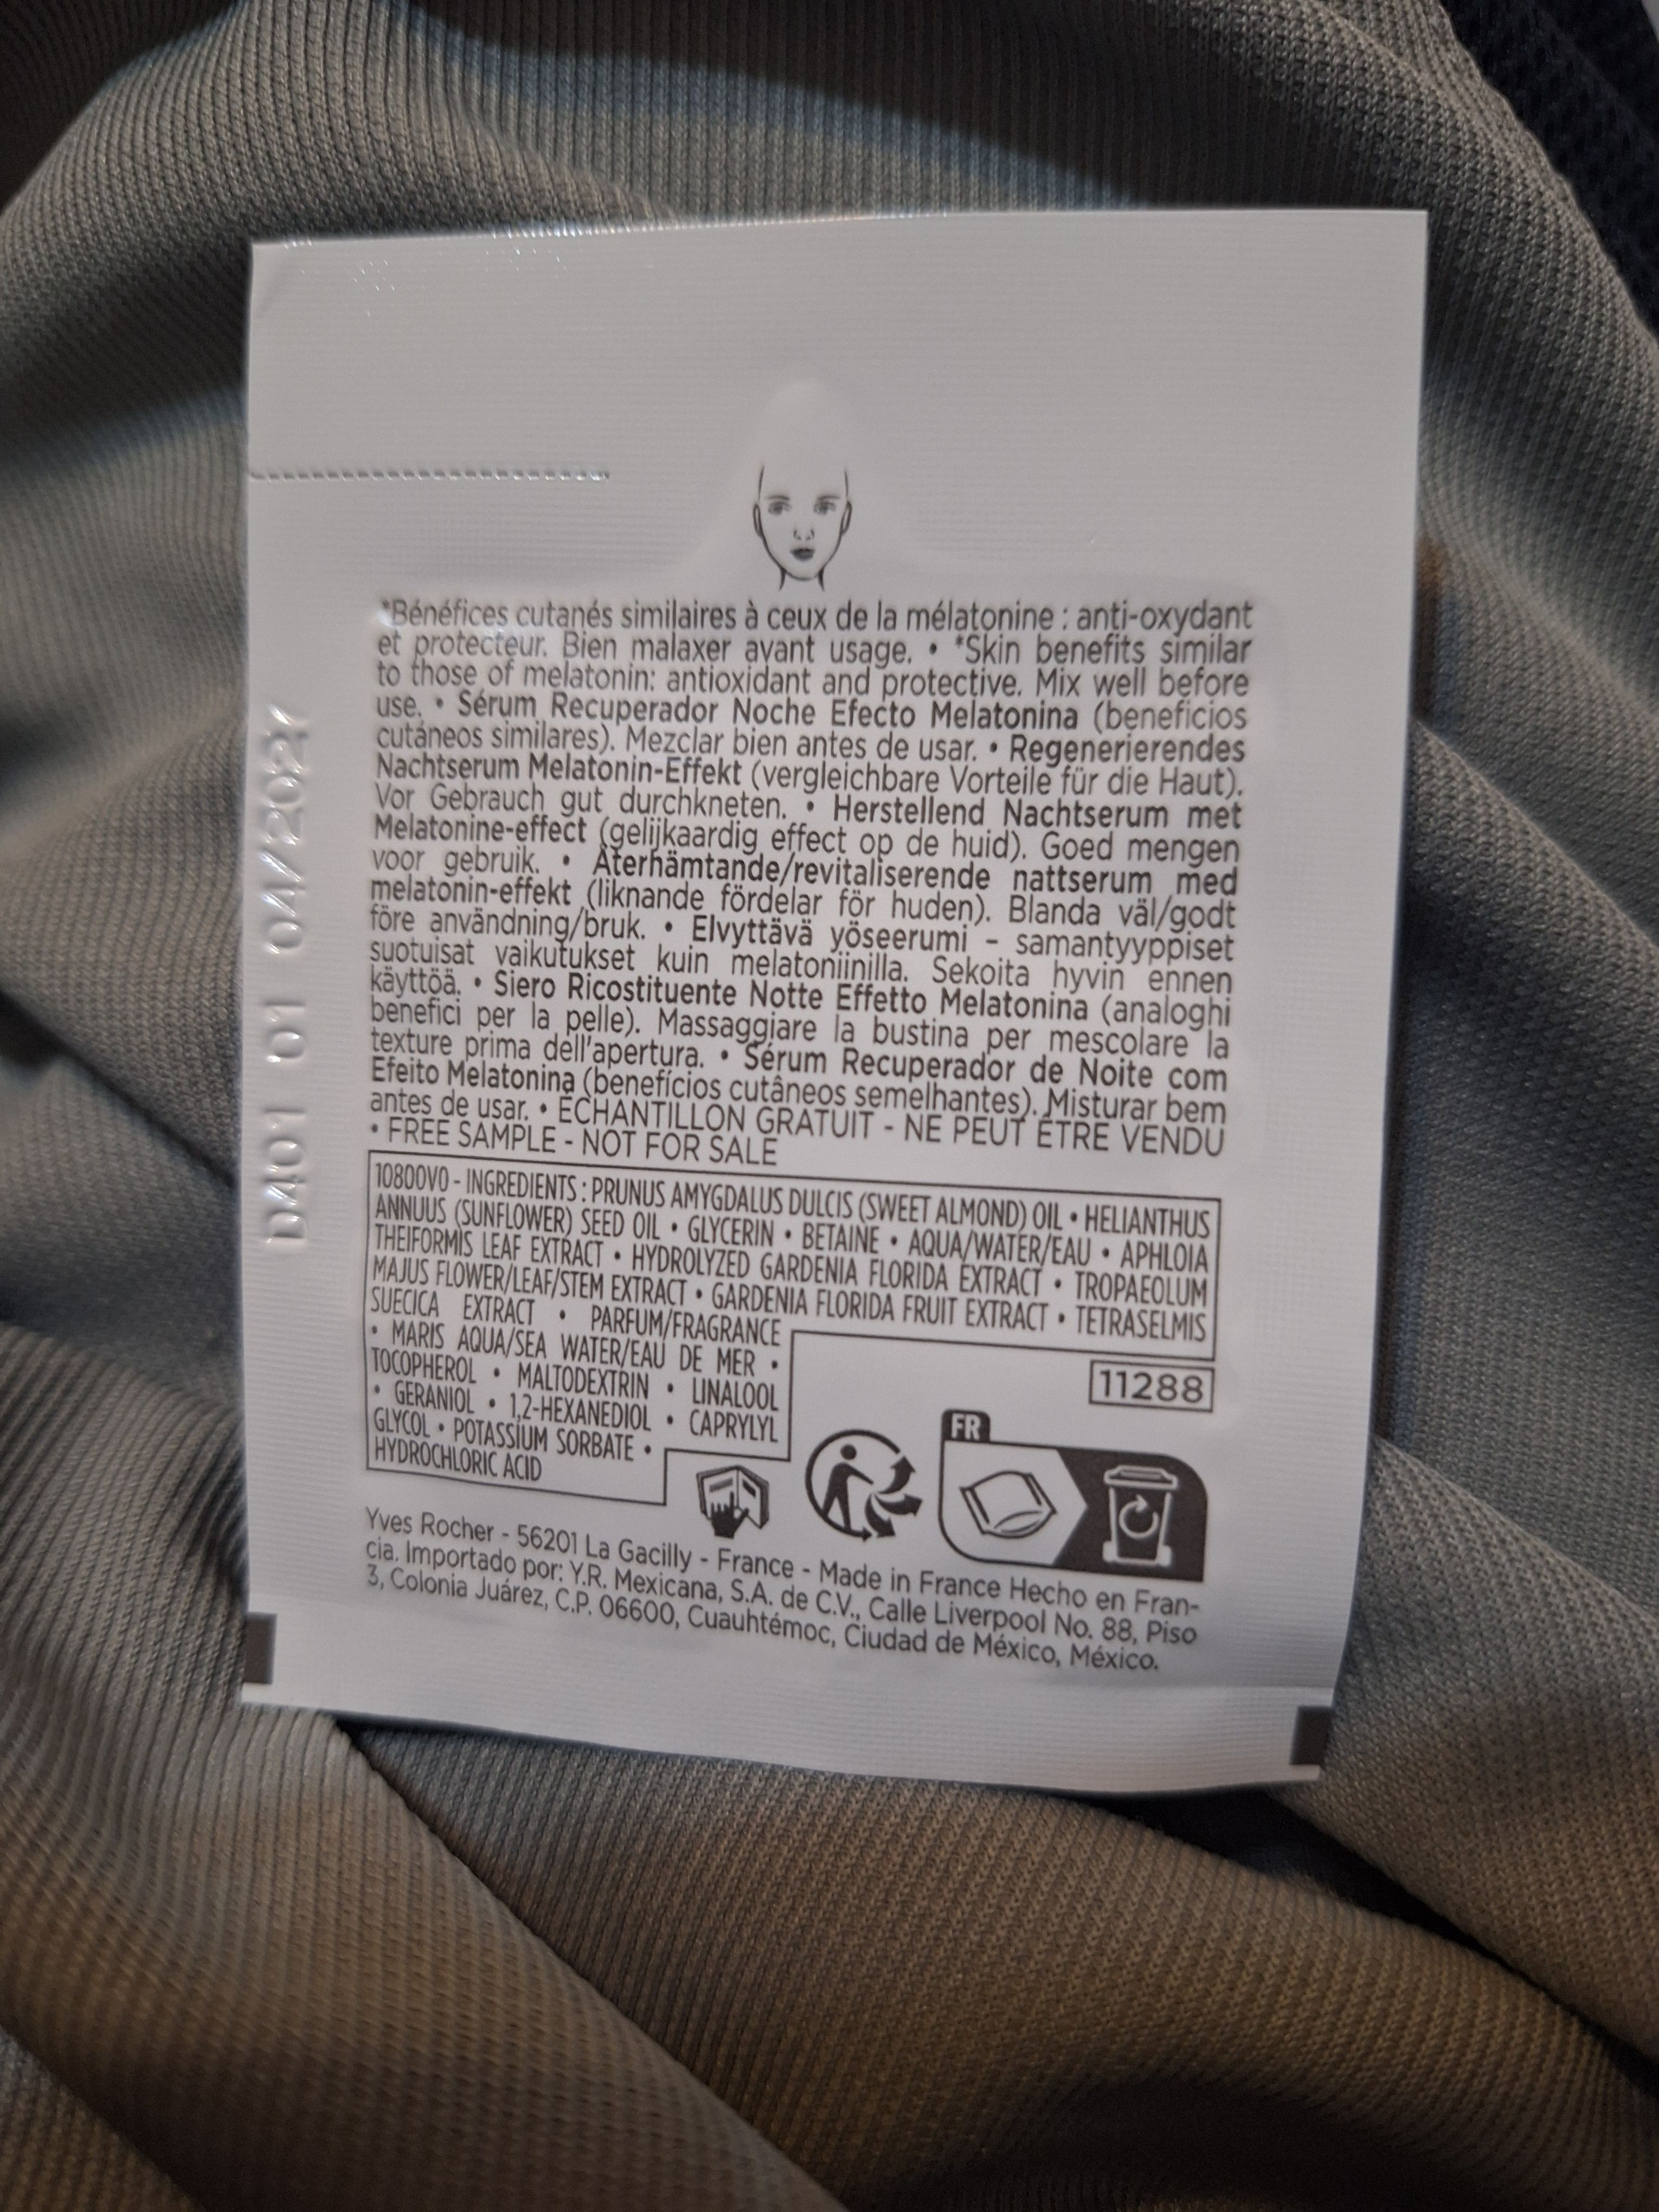 *Bénéfices cutanés similaires à ceux de la mélatonine : anti-oxydant
et protecteur. Bien malaxer avant usage. • *Skin benefits similar
to those of melatonin: antioxidant and protective. Mix well before
use. • Sérum Recuperador Noche Efecto Melatonina (beneficios
cutáneos similares). Mezclar bien antes de usar. • Regenerierendes
Nachtserum Melatonin-Effekt (vergleichbare Vorteile für die Haut).
Vor Gebrauch gut durchkneten. • Herstellend Nachtserum met
Melatonine-effect (gelijkaardig effect op de huid). Goed mengen
voor gebruik. • Återhämtande/revitaliserende nattserum med
melatonin-effekt (liknande fördelar för huden). Blanda väl/godt
före användning/bruk. • Elvyttävä yöseerumi – samantyyppiset
suotuisat vaikutukset kuin melatoniinilla. Sekoita hyvin ennen
käyttöä. • Siero Ricostituente Notte Effetto Melatonina (analoghi
benefici per la pelle). Massaggiare la bustina per mescolare la
texture prima dell'apertura. • Sérum Recuperador de Noite com
Efeito Melatonina (benefícios cutâneos semelhantes). Misturar bem
antes de usar. • ÉCHANTILLON GRATUIT - NE PEUT ÊTRE VENDU
• FREE SAMPLE - NOT FOR SALE
10800V0 - INGREDIENTS : PRUNUS AMYGDALUS DULCIS (SWEET ALMOND) OIL • HELIANTHUS
ANNUUS (SUNFLOWER) SEED OIL • GLYCERIN • BETAINE • AQUA/WATER/EAU • APHLOIA
THEIFORMIS LEAF EXTRACT • HYDROLYZED GARDENIA FLORIDA EXTRACT • TROPAEOLUM
MAJUS FLOWER/LEAF/STEM EXTRACT • GARDENIA FLORIDA FRUIT EXTRACT • TETRASELMIS
SUECICA EXTRACT • PARFUM/FRAGRANCE
• MARIS AQUA/SEA WATER/EAU DE MER •
TOCOPHEROL • MALTODEXTRIN • LINALOOL
• GERANIOL • 1,2-HEXANEDIOL • CAPRYLYL
GLYCOL • POTASSIUM SORBATE •
HYDROCHLORIC ACID
11288
FR
Yves Rocher - 56201 La Gacilly - France - Made in France Hecho en Fran-
cia. Importado por: Y.R. Mexicana, S.A. de C.V., Calle Liverpool No. 88, Piso
3, Colonia Juárez, C.P. 06600, Cuauhtémoc, Ciudad de México, México.
D401 01 04/2027